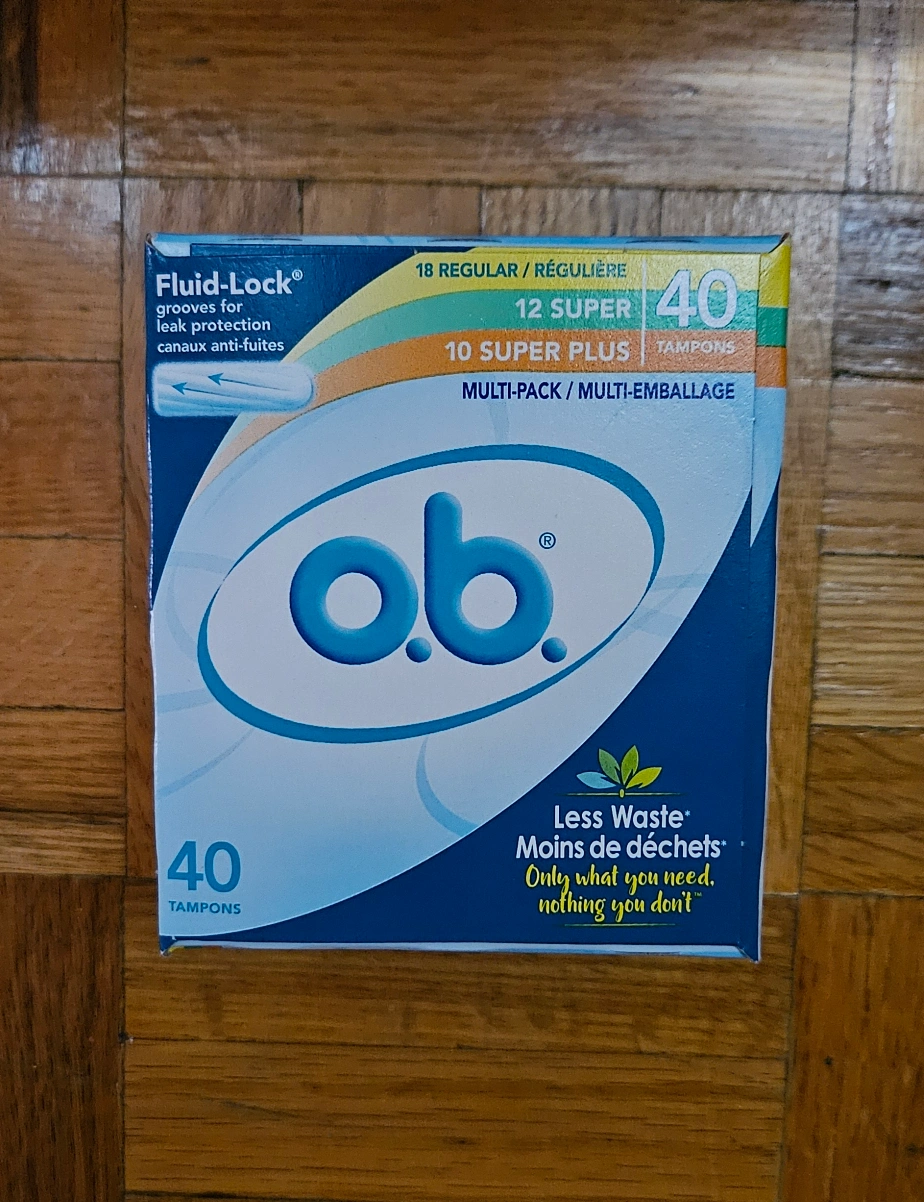 Fluid-Lock®
grooves for
leak protection
canaux anti-fuites
18 REGULAR / RÉGULIÈRE
12 SUPER
10 SUPER PLUS
40
TAMPONS
MULTI-PACK / MULTI-EMBALLAGE
o.b.®
Less Waste*
Moins de déchets*
Only what you need,
nothing you don't™
40
TAMPONS